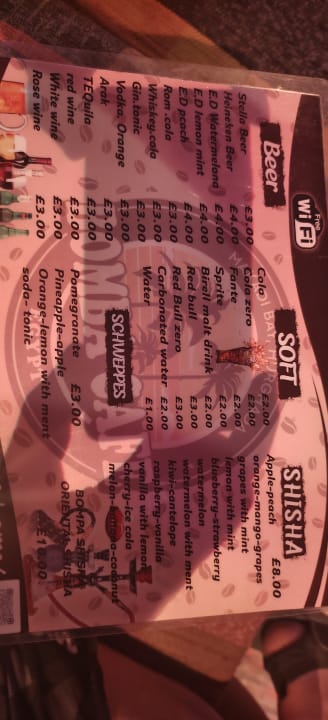 Free
WiFi
Beer
Stella Beer £3.00
Heineken Beer £4.00
E.D Watermelona £4.00
E.D lemon mint £4.00
E.D peach £4.00
Rom .cola £3.00
Whiskey.cola £3.00
Gin.tonic £3.00
Vodka, Orange £3.00
Arak £3.00
TEQuila £3.00
red wine £3.00
White wine £3.00
Rose wine £3.00
SOFT
Cola £2.00
Cola zero £2.00
Fante £2.00
Sprite £2.00
Birell malt drink £2.00
Red bull £3.00
Red Bull zero £3.00
Carbonated water £2.00
Water £1.00
SCHWEPPES
Pomegranate £3.00
Pineapple-apple
Orange-lemon with ment
soda- tonic
SHISHA
£8.00
Apple-peach
orange-mango-grapes
grapes with mint
lemon with mint
blueberry-strawberry
watermelon
watermelon with ment
kiwi-cantelope
raspberry-vanilla
vanilla with lemon
cherry-ice cola
melon- -coconut
SHISHA
ORIENTAL SHISHA